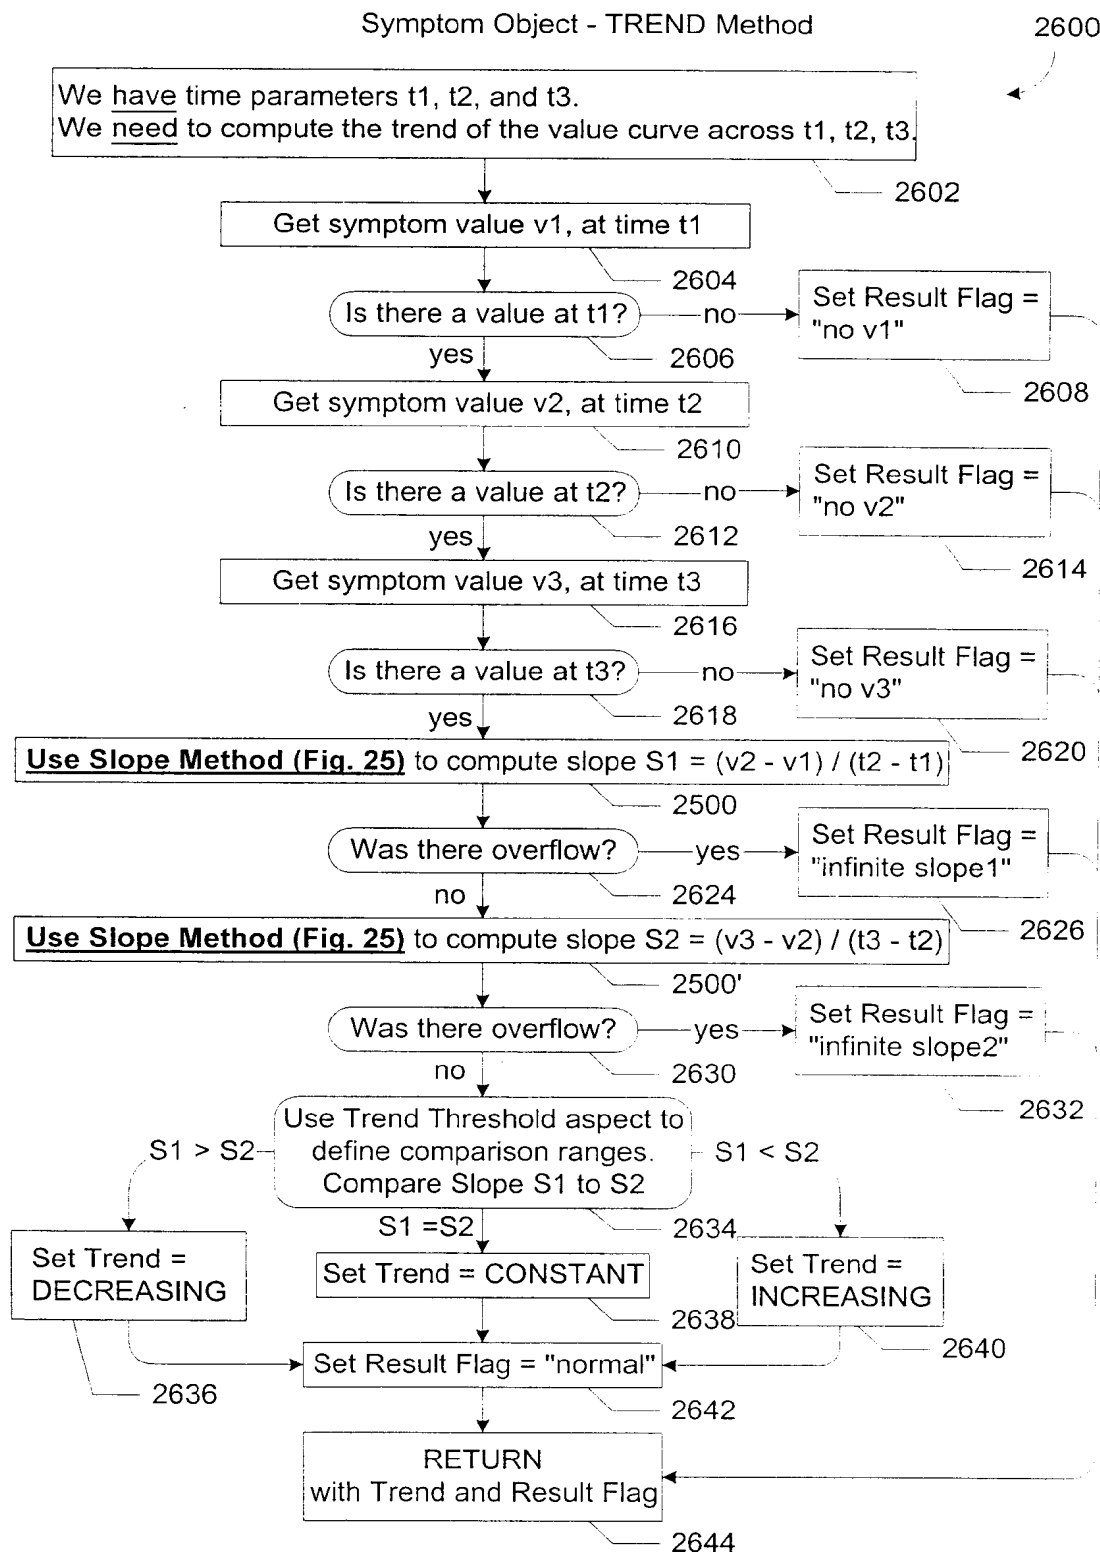 Symptom Object - TREND Method
2600
We have time parameters t1, t2, and t3.
We need to compute the trend of the value curve across t1, t2, t3.
2602
Get symptom value v1, at time t1
2604
Is there a value at t1?
no
Set Result Flag =
"no v1"
yes
2606
2608
Get symptom value v2, at time t2
2610
Is there a value at t2?
no
Set Result Flag =
"no v2"
yes
2612
2614
Get symptom value v3, at time t3
2616
Is there a value at t3?
no
Set Result Flag =
"no v3"
yes
2618
2620
Use Slope Method (Fig. 25) to compute slope S1 = (v2 - v1) / (t2 - t1)
2500
Was there overflow?
yes
Set Result Flag =
"infinite slope1"
no
2624
2626
Use Slope Method (Fig. 25) to compute slope S2 = (v3 - v2) / (t3 - t2)
2500'
Was there overflow?
yes
Set Result Flag =
"infinite slope2"
no
2630
2632
Use Trend Threshold aspect to
define comparison ranges.
Compare Slope S1 to S2
S1 > S2
S1 < S2
S1 =S2
2634
Set Trend =
DECREASING
Set Trend = CONSTANT
Set Trend =
INCREASING
2638
2640
2636
Set Result Flag = "normal"
2642
RETURN
with Trend and Result Flag
2644